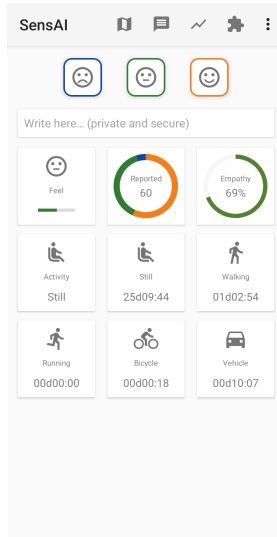 SensAI
Write here... (private and secure)
Feel
Reported
60
Empathy
69%
Activity
Still
Still
25d09:44
Walking
01d02:54
Running
00d00:00
Bicycle
00d00:18
Vehicle
00d10:07